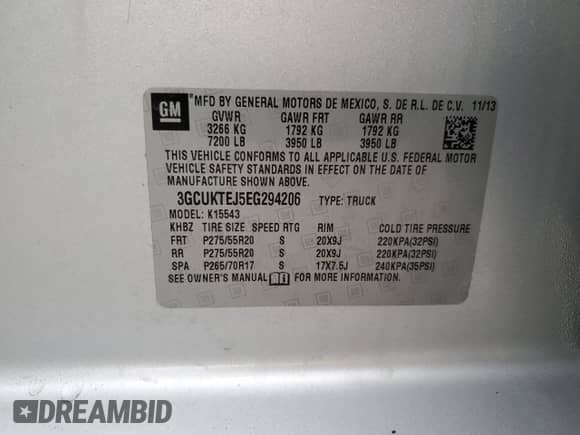 GM
*MFD BY GENERAL MOTORS DE MEXICO, S. DE R.L. DE C.V. 11/13
GVWR GAWR FRT GAWR RR
3266 KG 1792 KG 1792 KG
7200 LB 3950 LB 3950 LB
THIS VEHICLE CONFORMS TO ALL APPLICABLE U.S. FEDERAL MOTOR
VEHICLE SAFETY STANDARDS IN EFFECT ON THE DATE OF
MANUFACTURE SHOWN ABOVE.
3GCUKTEJ5EG294206 TYPE: TRUCK
MODEL: K15543
KHBZ TIRE SIZE SPEED RTG RIM COLD TIRE PRESSURE
FRT P275/55R20 S 20X9J 220KPA(32PSI)
RR P275/55R20 S 20X9J 220KPA(32PSI)
SPA P265/70R17 S 17X7.5J 240KPA(35PSI)
SEE OWNER'S MANUAL FOR MORE INFORMATION.
DREAMBID